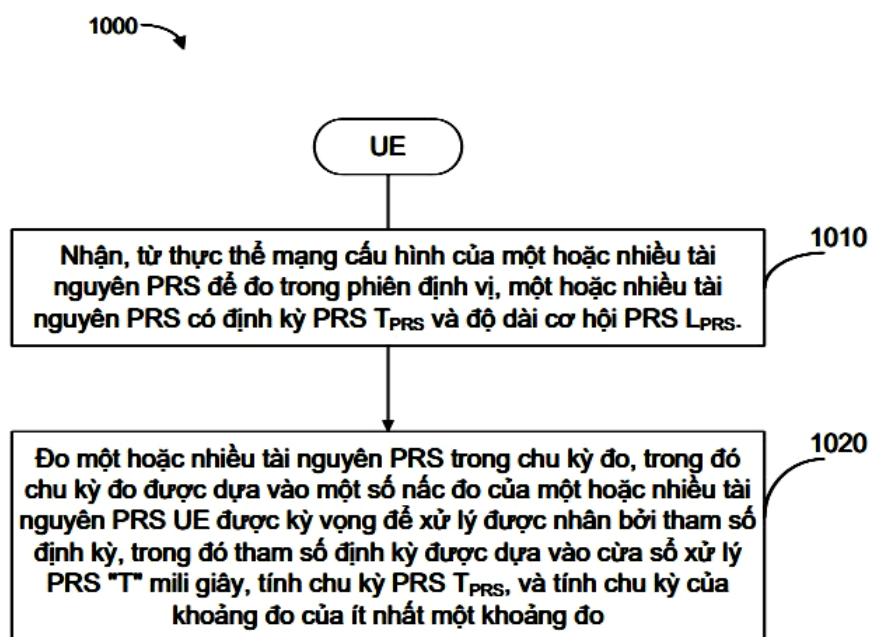 1000
UE
Nhận, từ thực thể mạng cấu hình của một hoặc nhiều tài
nguyên PRS để đo trong phiên định vị, một hoặc nhiều tài
nguyên PRS có định kỳ PRS TPRS và độ dài cơ hội PRS LPRS.
1010
Đo một hoặc nhiều tài nguyên PRS trong chu kỳ đo, trong đó
chu kỳ đo được dựa vào một số nấc đo của một hoặc nhiều tài
nguyên PRS UE được kỳ vọng để xử lý được nhân bởi tham số
định kỳ, trong đó tham số định kỳ được dựa vào cừa sổ xử lý
PRS "T" mili giây, tính chu kỳ PRS TPRS, và tính chu kỳ của
khoảng đo của ít nhất một khoảng đo
1020